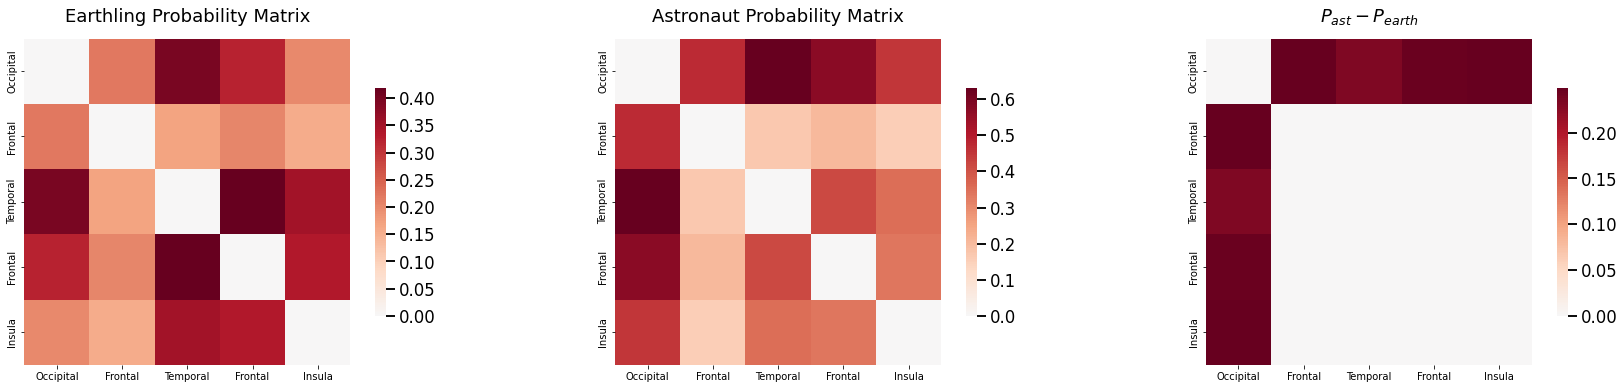 Earthling Probability Matrix
Occipital
Frontal
Temporal
Frontal
Insula
Occipital Frontal Temporal Frontal Insula
0.40
0.35
0.30
0.25
0.20
0.15
0.10
0.05
0.00
Astronaut Probability Matrix
Occipital
Frontal
Temporal
Frontal
Insula
Occipital Frontal Temporal Frontal Insula
0.6
0.5
0.4
0.3
0.2
0.1
0.0
P_ast − P_earth
Occipital
Frontal
Temporal
Frontal
Insula
Occipital Frontal Temporal Frontal Insula
0.20
0.15
0.10
0.05
0.00